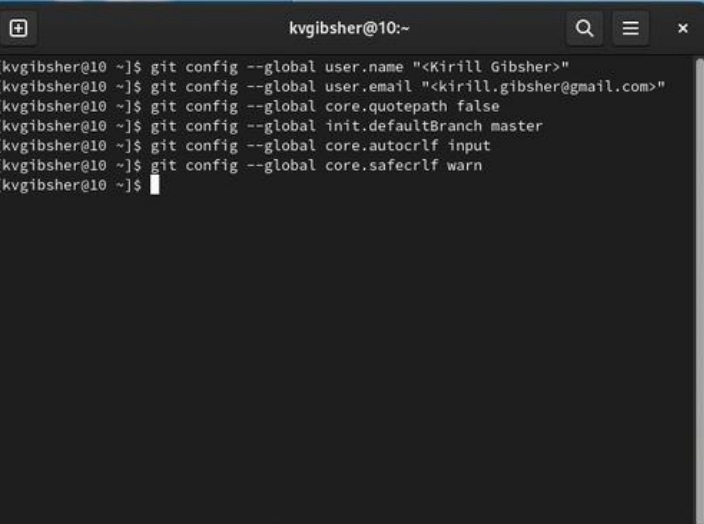 kvgibsher@10:~
[kvgibsher@10 ~]$ git config --global user.name "<Kirill Gibsher>"
[kvgibsher@10 ~]$ git config --global user.email "<kirill.gibsher@gmail.com>"
[kvgibsher@10 ~]$ git config --global core.quotepath false
[kvgibsher@10 ~]$ git config --global init.defaultBranch master
[kvgibsher@10 ~]$ git config --global core.autocrlf input
[kvgibsher@10 ~]$ git config --global core.safecrlf warn
[kvgibsher@10 ~]$